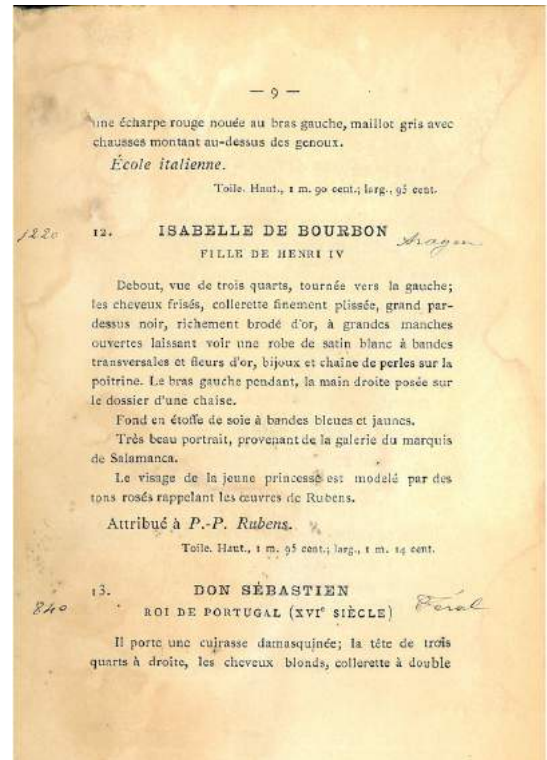 — 9 —
une écharpe rouge nouée au bras gauche, maillot gris avec
chausses montant au-dessus des genoux.
École italienne.
Toile. Haut., 1 m. 90 cent.; larg., 95 cent.
1220 12. ISABELLE DE BOURBON Aragon
FILLE DE HENRI IV
Debout, vue de trois quarts, tournée vers la gauche;
les cheveux frisés, collerette finement plissée, grand par-
dessus noir, richement brodé d'or, à grandes manches
ouvertes laissant voir une robe de satin blanc à bandes
transversales et fleurs d'or, bijoux et chaîne de perles sur la
poitrine. Le bras gauche pendant, la main droite posée sur
le dossier d'une chaise.
Fond en étoffe de soie à bandes bleues et jaunes.
Très beau portrait, provenant de la galerie du marquis
de Salamanca.
Le visage de la jeune princesse est modelé par des
tons rosés rappelant les œuvres de Rubens.
Attribué à P.-P. Rubens.
Toile. Haut., 1 m. 95 cent.; larg., 1 m. 14 cent.
840 13. DON SÉBASTIEN Féral
ROI DE PORTUGAL (XVIe SIÈCLE)
Il porte une cuirasse damasquinée; la tête de trois
quarts à droite, les cheveux blonds, collerette à double